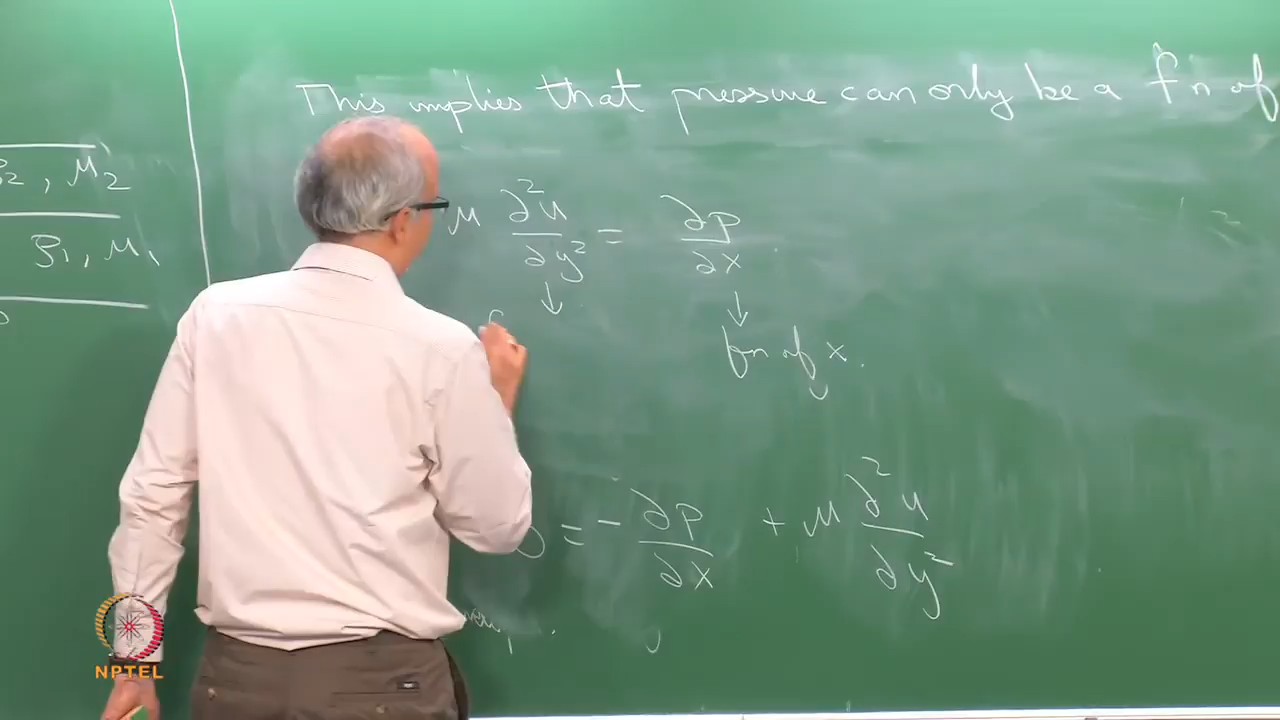 This implies that pressure can only be a fn of
ρ2, μ2
ρ1, μ1
μ ∂²u/∂y² = ∂p/∂x
↓ ↓
fn of x.
0 = - ∂p/∂x + μ ∂²u/∂y²
NPTEL